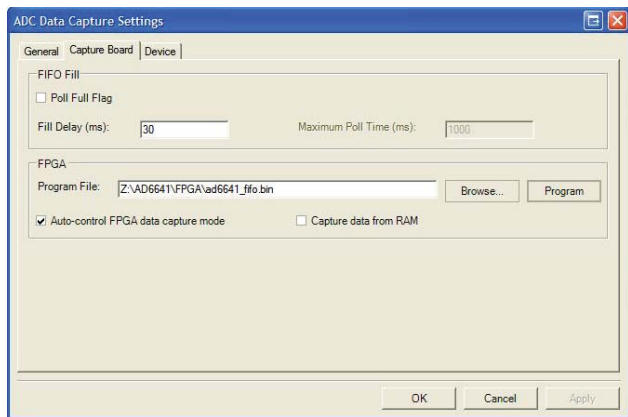 ADC Data Capture Settings
General Capture Board Device
FIFO Fill
Poll Full Flag
Fill Delay (ms): 30 Maximum Poll Time (ms): 1000
FPGA
Program File: Z:\AD6641\FPGA\ad6641_fifo.bin Browse... Program
Auto-control FPGA data capture mode Capture data from RAM
OK Cancel Apply